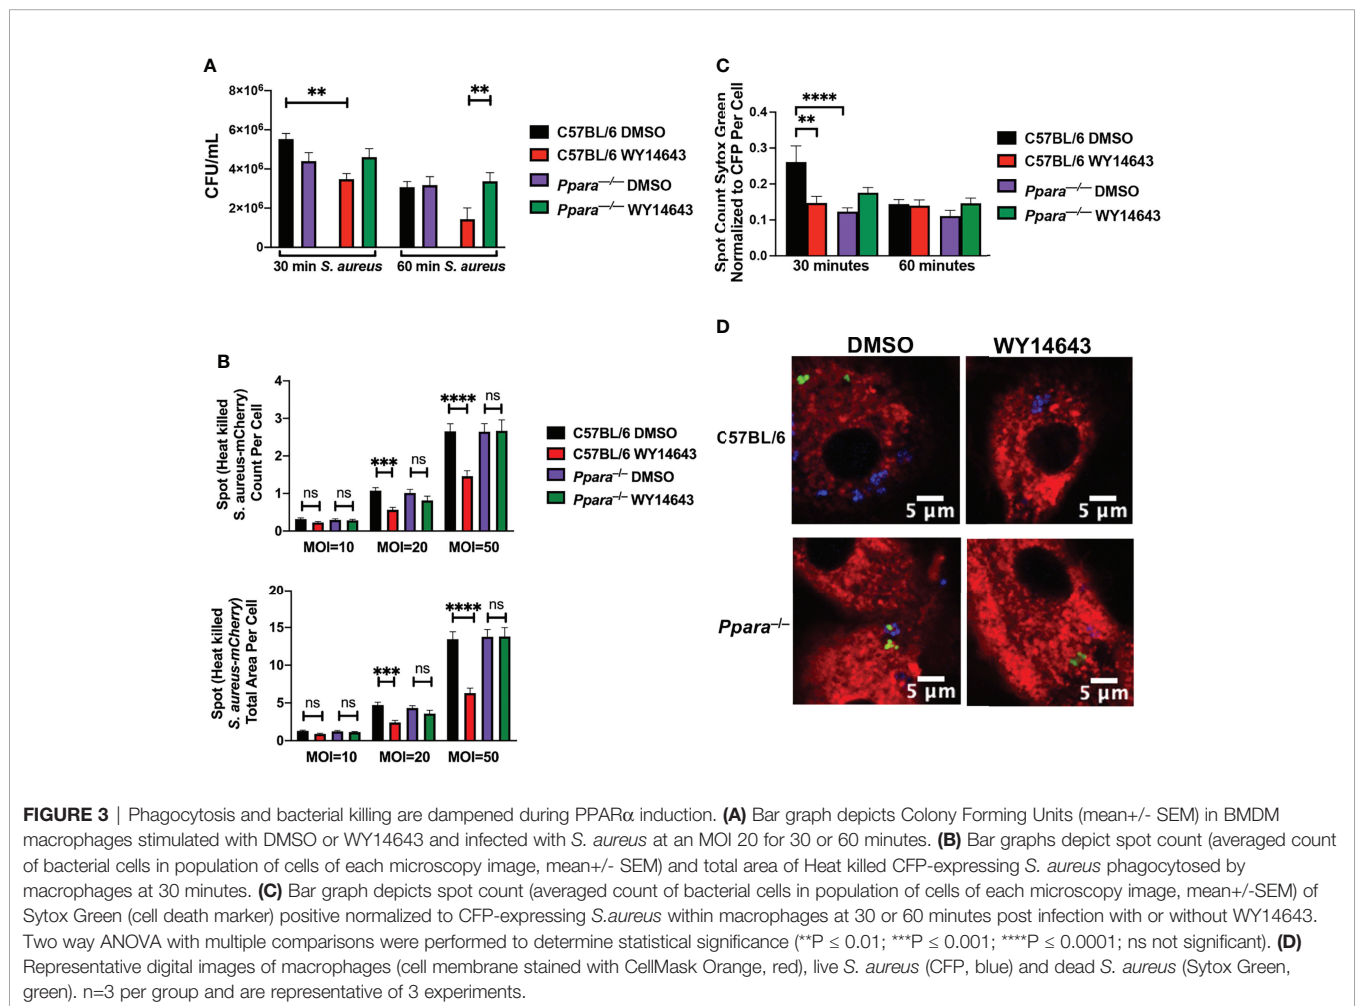 A
8×10⁶
6×10⁶
4×10⁶
2×10⁶
0
CFU/mL
**
**
30 min S. aureus
60 min S. aureus
C57BL/6 DMSO
C57BL/6 WY14643
Ppara–/– DMSO
Ppara–/– WY14643
C
Spot Count Sytox Green
Normalized to CFP Per Cell
0.4
0.3
0.2
0.1
0.0
****
**
30 minutes
60 minutes
C57BL/6 DMSO
C57BL/6 WY14643
Ppara–/– DMSO
Ppara–/– WY14643
B
Spot (Heat killed
S. aureus-mCherry)
Count Per Cell
4
3
2
1
0
ns
ns
***
ns
****
ns
MOI=10
MOI=20
MOI=50
C57BL/6 DMSO
C57BL/6 WY14643
Ppara–/– DMSO
Ppara–/– WY14643
Spot (Heat killed
S. aureus-mCherry)
Total Area Per Cell
20
15
10
5
0
ns
ns
***
ns
****
ns
MOI=10
MOI=20
MOI=50
D
DMSO
WY14643
C57BL/6
5 µm
5 µm
Ppara–/–
5 µm
5 µm
FIGURE 3 | Phagocytosis and bacterial killing are dampened during PPARα induction. (A) Bar graph depicts Colony Forming Units (mean+/- SEM) in BMDM
macrophages stimulated with DMSO or WY14643 and infected with S. aureus at an MOI 20 for 30 or 60 minutes. (B) Bar graphs depict spot count (averaged count
of bacterial cells in population of cells of each microscopy image, mean+/- SEM) and total area of Heat killed CFP-expressing S. aureus phagocytosed by
macrophages at 30 minutes. (C) Bar graph depicts spot count (averaged count of bacterial cells in population of cells of each microscopy image, mean+/-SEM) of
Sytox Green (cell death marker) positive normalized to CFP-expressing S.aureus within macrophages at 30 or 60 minutes post infection with or without WY14643.
Two way ANOVA with multiple comparisons were performed to determine statistical significance (**P ≤ 0.01; ***P ≤ 0.001; ****P ≤ 0.0001; ns not significant). (D)
Representative digital images of macrophages (cell membrane stained with CellMask Orange, red), live S. aureus (CFP, blue) and dead S. aureus (Sytox Green,
green). n=3 per group and are representative of 3 experiments.